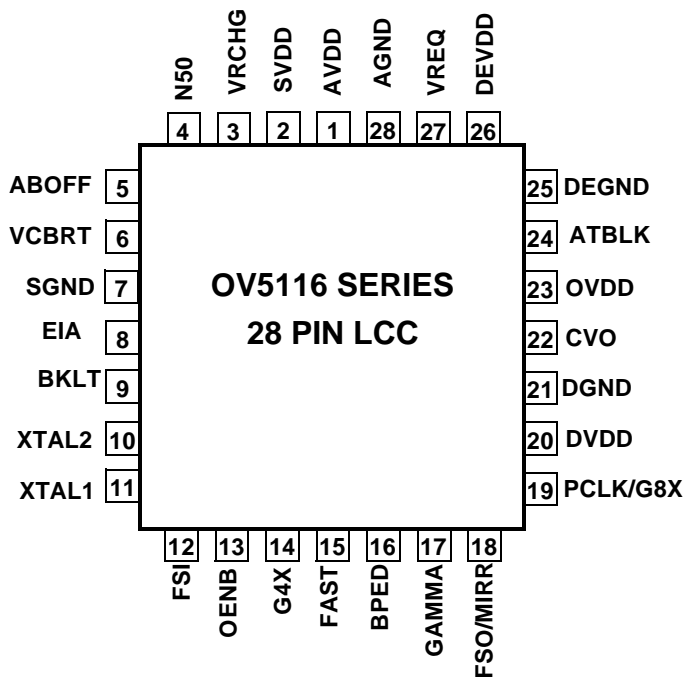 N50
VRCHG
SVDD
AVDD
AGND
VREQ
DEVDD
4 3 2 1 28 27 26
ABOFF 5
VCBRT 6
SGND 7
EIA 8
BKLT 9
XTAL2 10
XTAL1 11
OV5116 SERIES
28 PIN LCC
25 DEGND
24 ATBLK
23 OVDD
22 CVO
21 DGND
20 DVDD
19 PCLK/G8X
12 13 14 15 16 17 18
FSI
OENB
G4X
FAST
BPED
GAMMA
FSO/MIRR